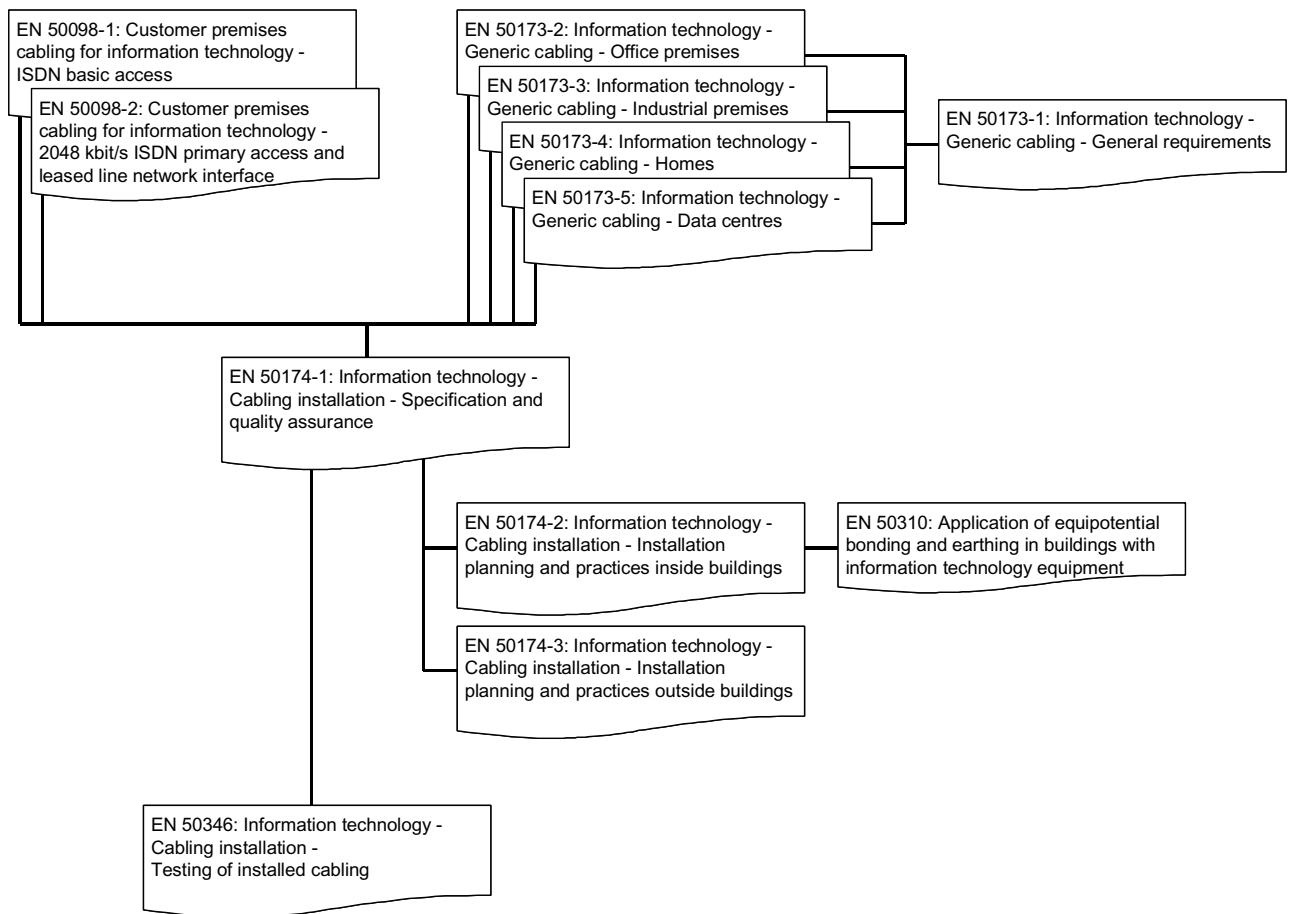 EN 50098-1: Customer premises
cabling for information technology -
ISDN basic access
EN 50098-2: Customer premises
cabling for information technology -
2048 kbit/s ISDN primary access and
leased line network interface
EN 50173-2: Information technology -
Generic cabling - Office premises
EN 50173-3: Information technology -
Generic cabling - Industrial premises
EN 50173-4: Information technology -
Generic cabling - Homes
EN 50173-5: Information technology -
Generic cabling - Data centres
EN 50173-1: Information technology -
Generic cabling - General requirements
EN 50174-1: Information technology -
Cabling installation - Specification and
quality assurance
EN 50174-2: Information technology -
Cabling installation - Installation
planning and practices inside buildings
EN 50310: Application of equipotential
bonding and earthing in buildings with
information technology equipment
EN 50174-3: Information technology -
Cabling installation - Installation
planning and practices outside buildings
EN 50346: Information technology -
Cabling installation -
Testing of installed cabling